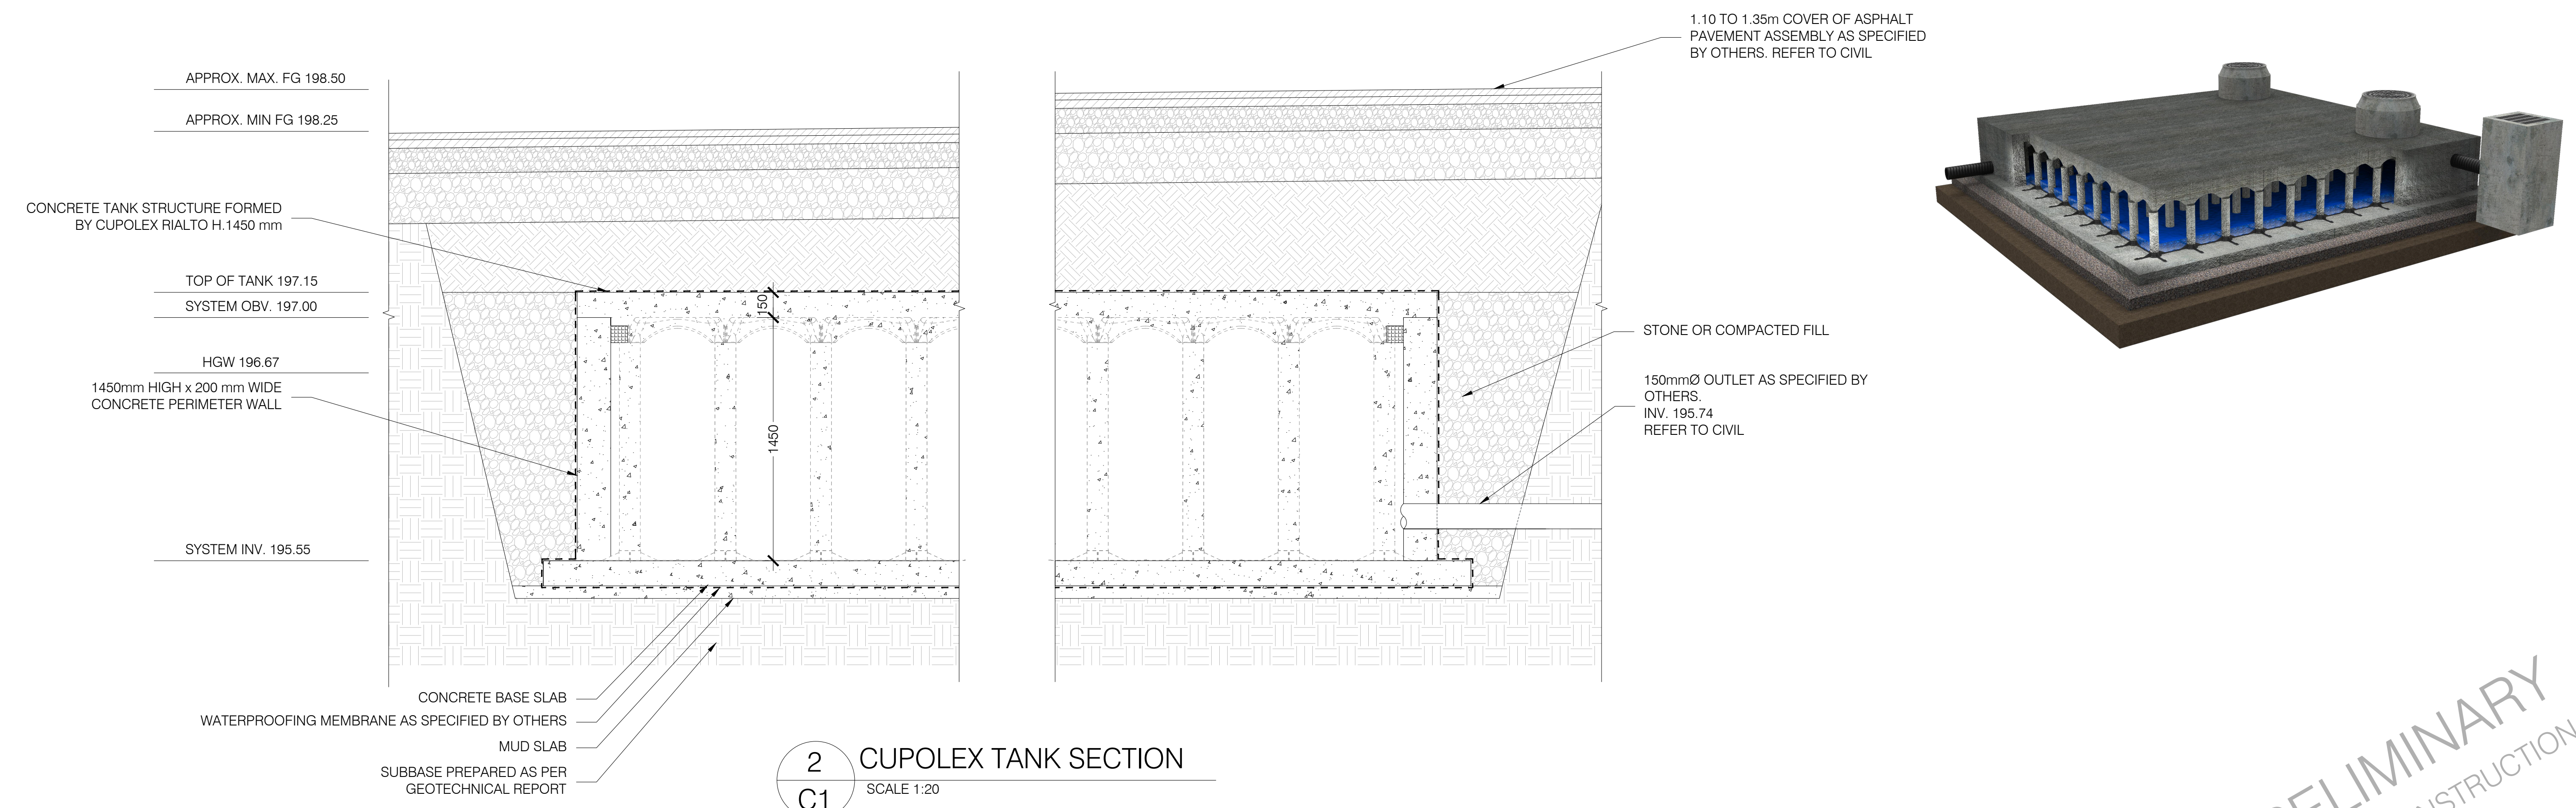 1.10 TO 1.35m COVER OF ASPHALT
PAVEMENT ASSEMBLY AS SPECIFIED
BY OTHERS. REFER TO CIVIL
APPROX. MAX. FG 198.50
APPROX. MIN FG 198.25
CONCRETE TANK STRUCTURE FORMED
BY CUPOLEX RIALTO H.1450 mm
TOP OF TANK 197.15
SYSTEM OBV. 197.00
HGW 196.67
1450mm HIGH x 200 mm WIDE
CONCRETE PERIMETER WALL
SYSTEM INV. 195.55
150
1450
STONE OR COMPACTED FILL
150mmØ OUTLET AS SPECIFIED BY
OTHERS.
INV. 195.74
REFER TO CIVIL
CONCRETE BASE SLAB
WATERPROOFING MEMBRANE AS SPECIFIED BY OTHERS
MUD SLAB
SUBBASE PREPARED AS PER
GEOTECHNICAL REPORT
2
C1
CUPOLEX TANK SECTION
SCALE 1:20